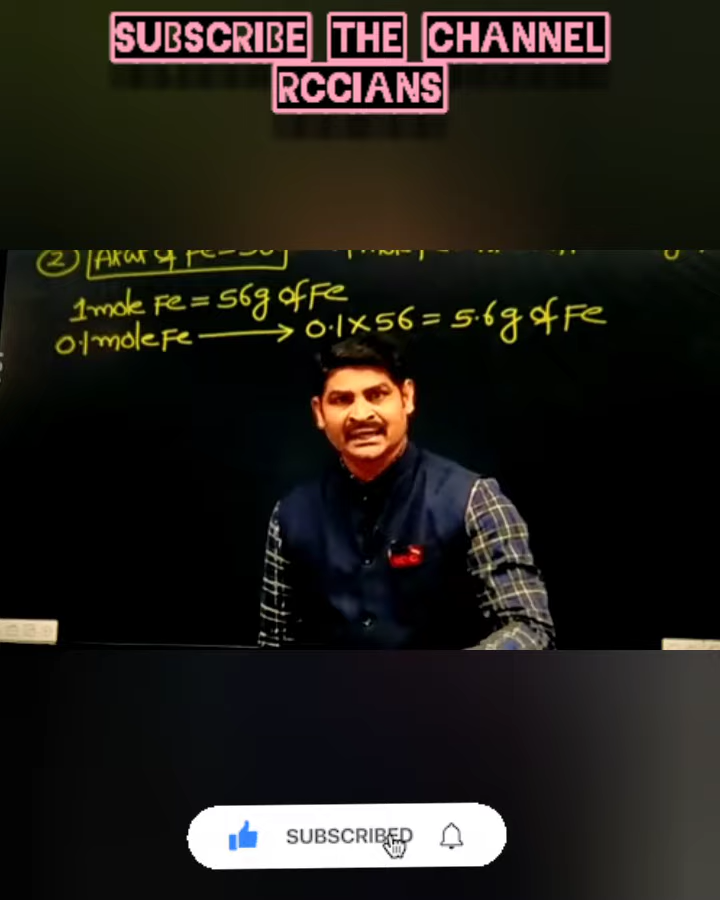 SUBSCRIBE THE CHANNEL
RCCIANS
②
1mole Fe = 56g of Fe
0.1mole Fe ⟶ 0.1×56 = 5.6g of Fe
SUBSCRIBED